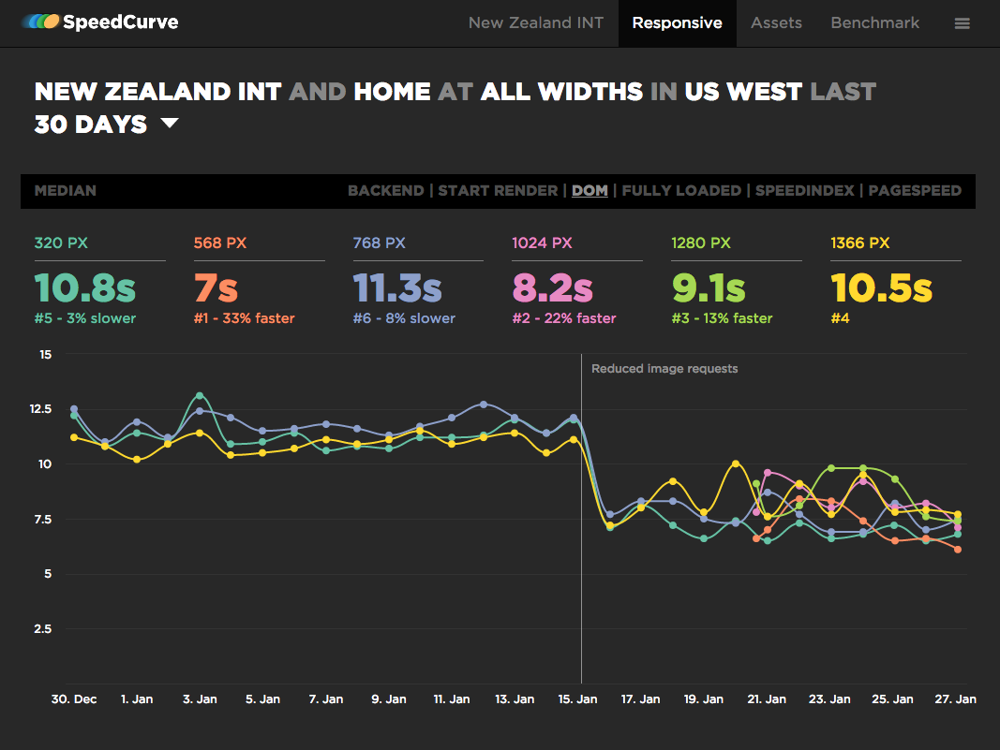 SpeedCurve
New Zealand INT Responsive Assets Benchmark
NEW ZEALAND INT AND HOME AT ALL WIDTHS IN US WEST LAST
30 DAYS
MEDIAN BACKEND | START RENDER | DOM | FULLY LOADED | SPEEDINDEX | PAGESPEED
320 PX 568 PX 768 PX 1024 PX 1280 PX 1366 PX
10.8s 7s 11.3s 8.2s 9.1s 10.5s
#5 - 3% slower #1 - 33% faster #6 - 8% slower #2 - 22% faster #3 - 13% faster #4
15
Reduced image requests
12.5
10
7.5
5
2.5
30. Dec 1. Jan 3. Jan 5. Jan 7. Jan 9. Jan 11. Jan 13. Jan 15. Jan 17. Jan 19. Jan 21. Jan 23. Jan 25. Jan 27. Jan